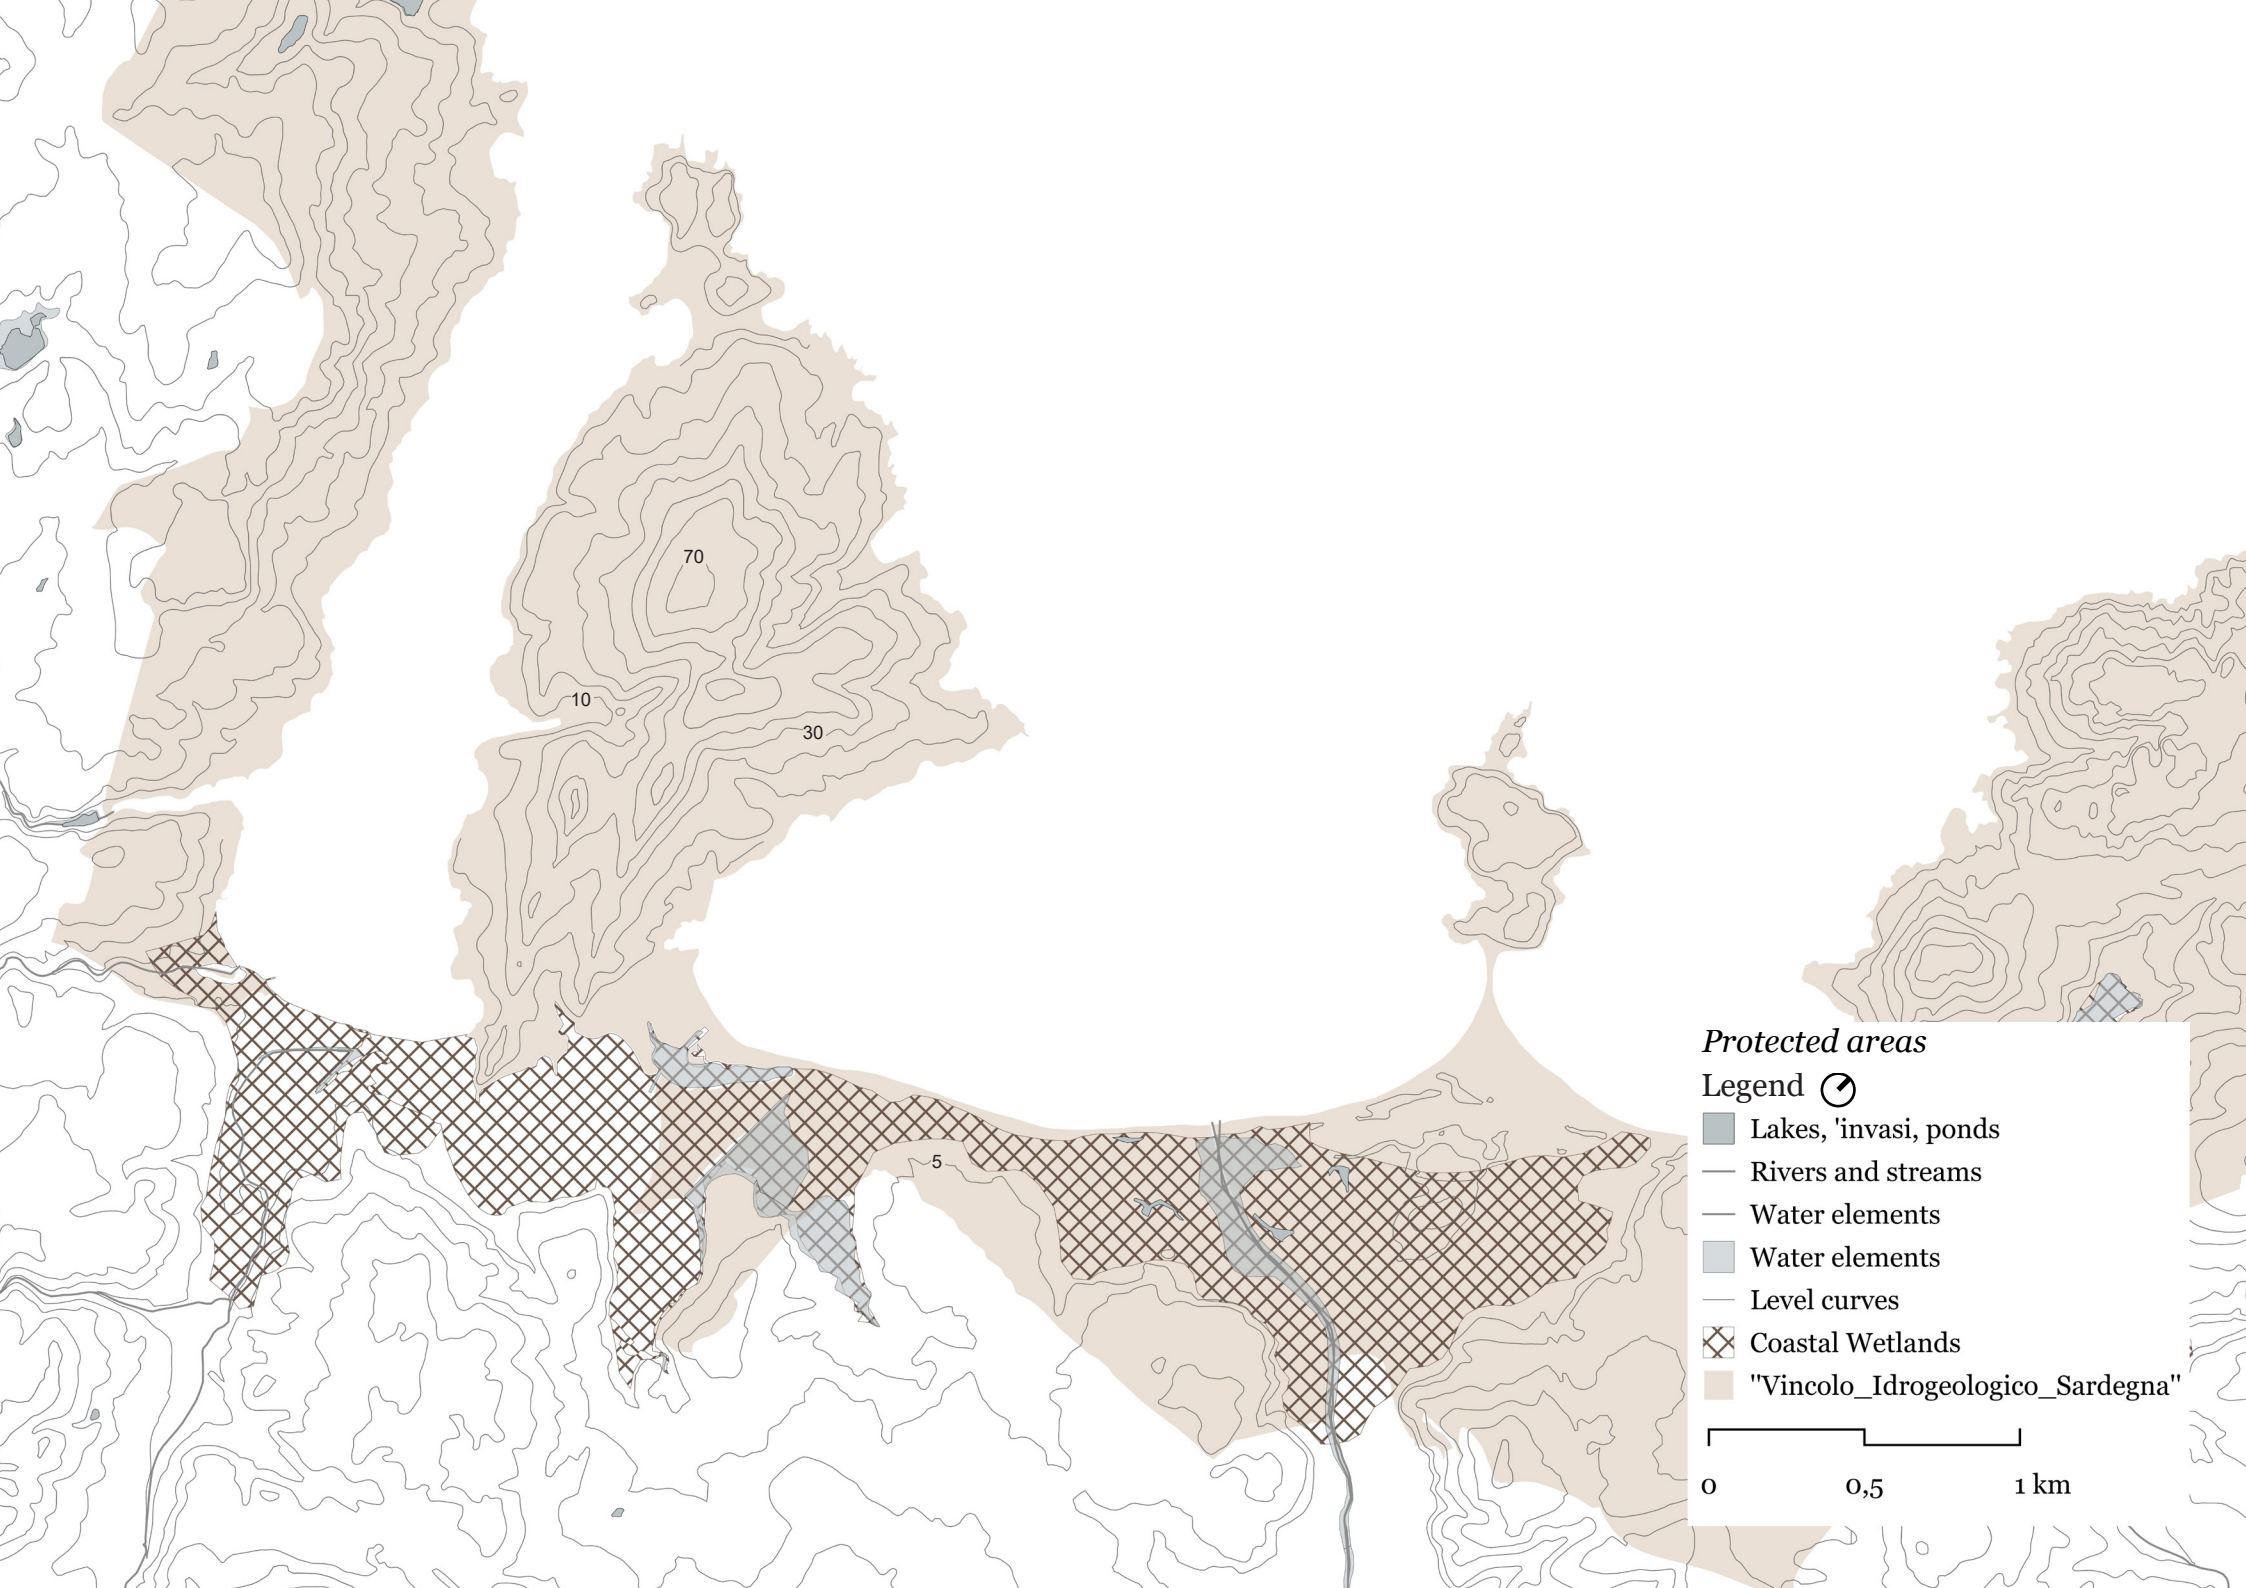 70
10
30
5
Protected areas
Legend
Lakes, 'invasi, ponds
Rivers and streams
Water elements
Water elements
Level curves
Coastal Wetlands
"Vincolo_Idrogeologico_Sardegna"
0 0,5 1 km